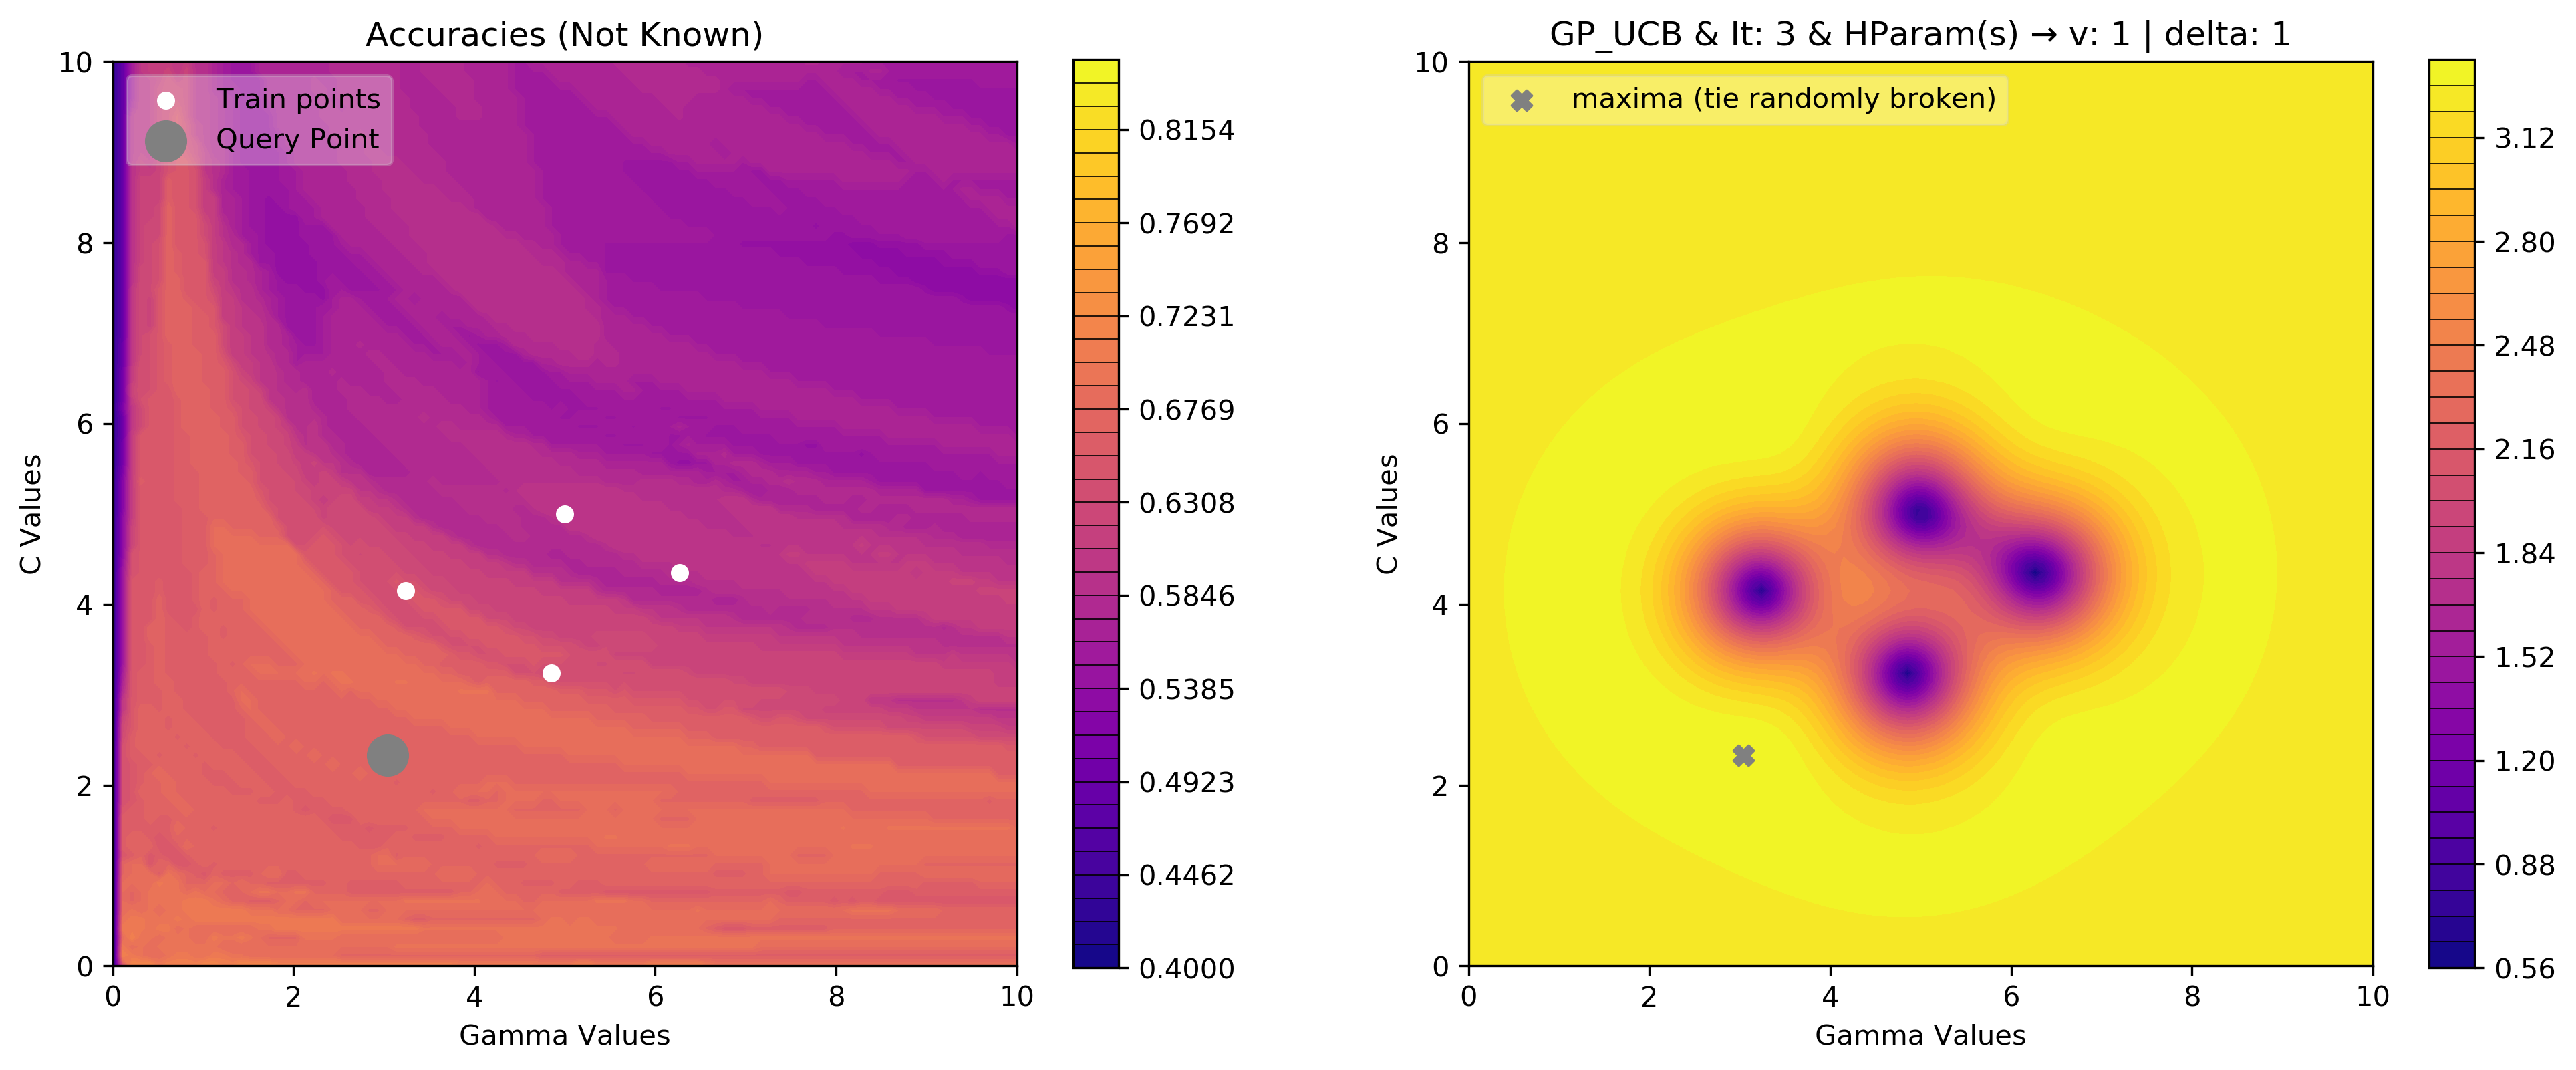 Accuracies (Not Known)
Train points
Query Point
10
8
6
4
2
0
C Values
0 2 4 6 8 10
Gamma Values
0.8154
0.7692
0.7231
0.6769
0.6308
0.5846
0.5385
0.4923
0.4462
0.4000
GP_UCB & It: 3 & HParam(s) → v: 1 | delta: 1
maxima (tie randomly broken)
10
8
6
4
2
0
C Values
0 2 4 6 8 10
Gamma Values
3.12
2.80
2.48
2.16
1.84
1.52
1.20
0.88
0.56